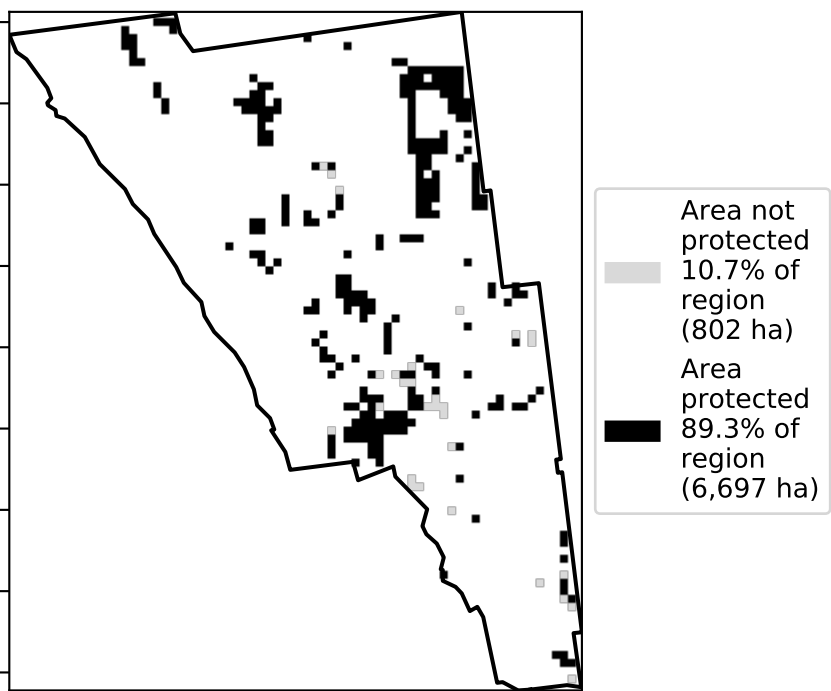 Area not
protected
10.7% of
region
(802 ha)
Area
protected
89.3% of
region
(6,697 ha)